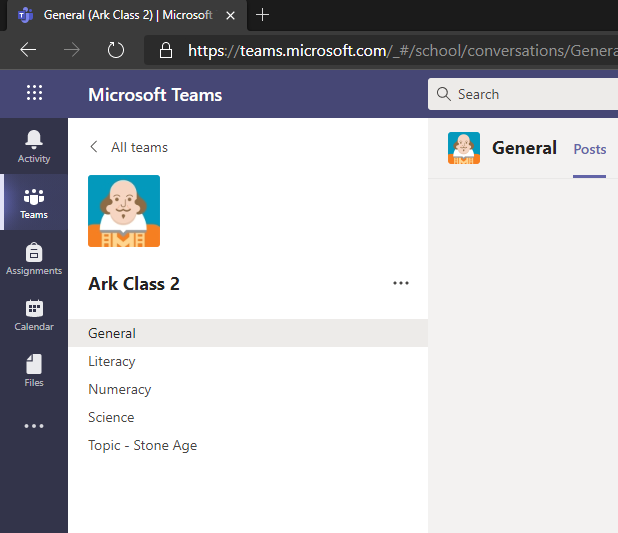 General (Ark Class 2) | Microsoft
https://teams.microsoft.com/_#/school/conversations/Genera
Microsoft Teams
Search
Activity
Teams
Assignments
Calendar
Files
All teams
Ark Class 2
General
Literacy
Numeracy
Science
Topic - Stone Age
General
Posts